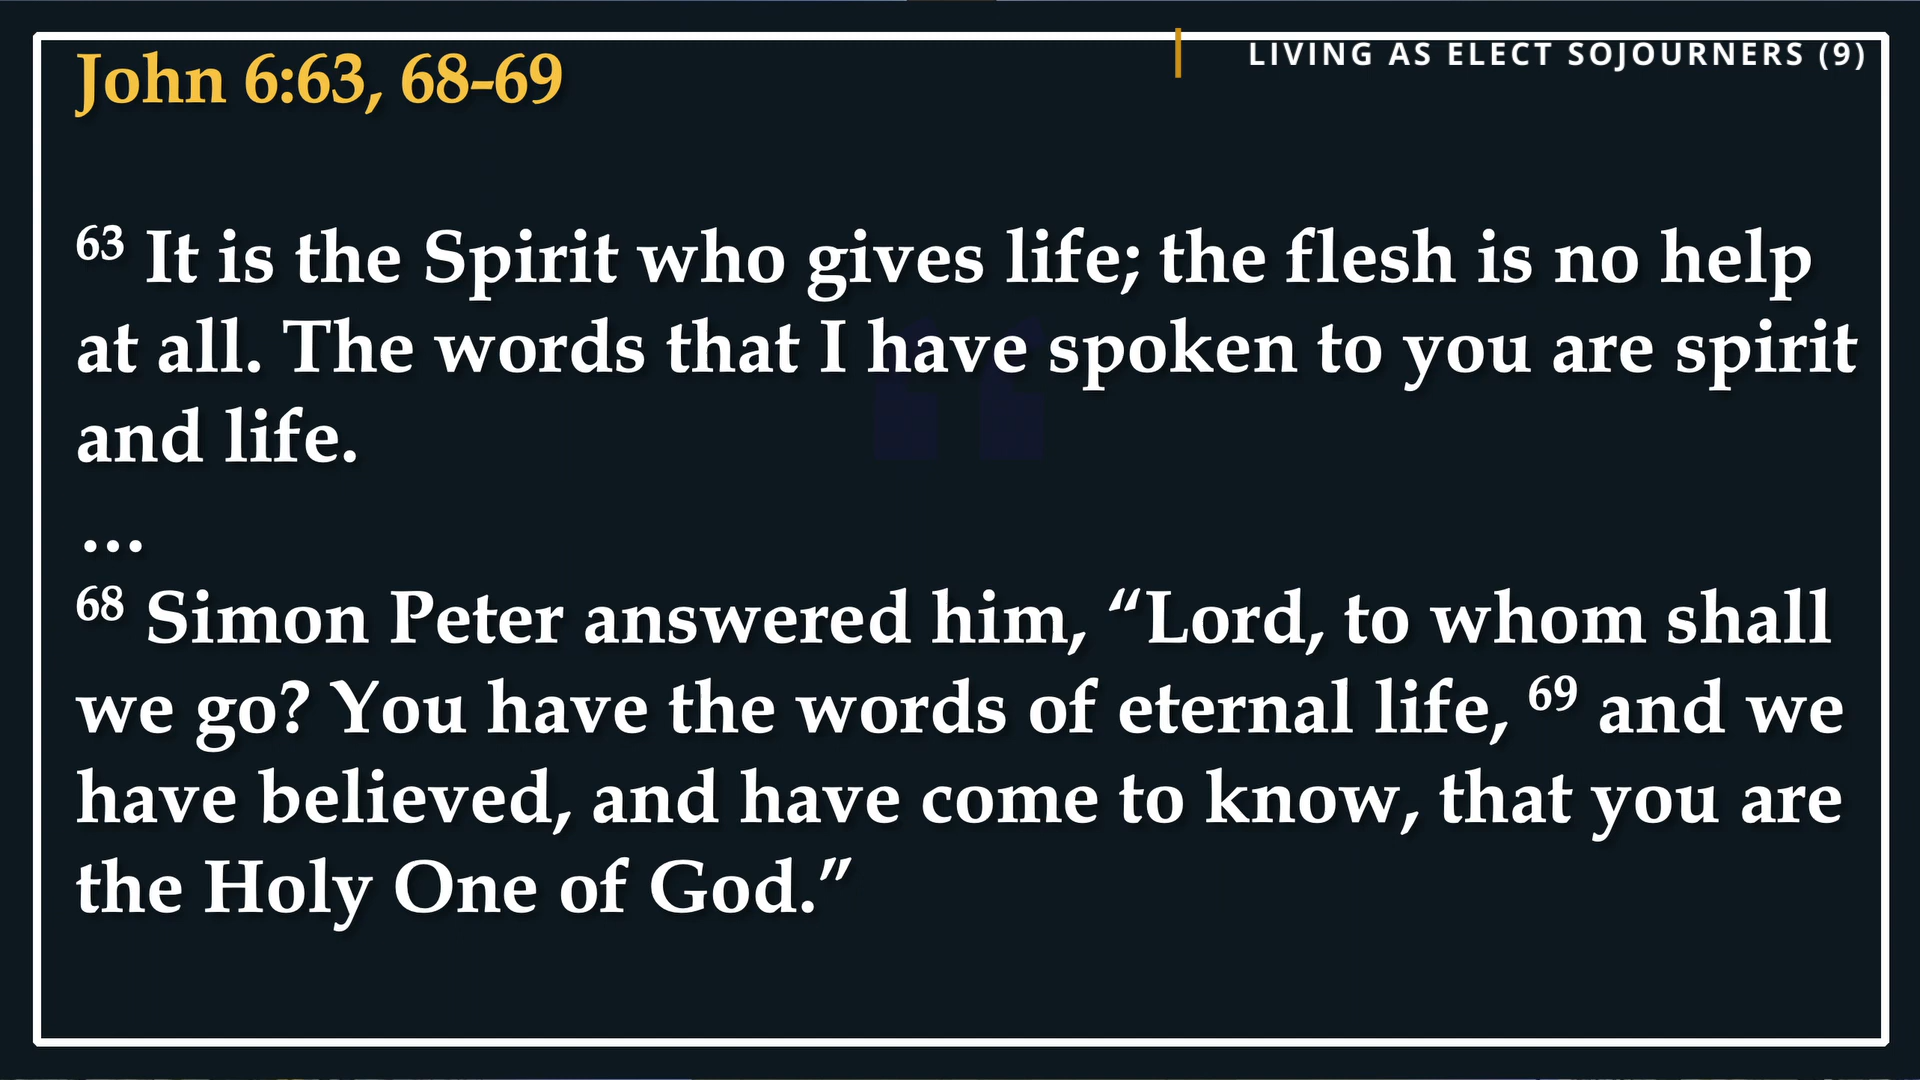 John 6:63, 68-69
LIVING AS ELECT SOJOURNERS (9)
63 It is the Spirit who gives life; the flesh is no help
at all. The words that I have spoken to you are spirit
and life.
…
68 Simon Peter answered him, “Lord, to whom shall
we go? You have the words of eternal life, 69 and we
have believed, and have come to know, that you are
the Holy One of God.”